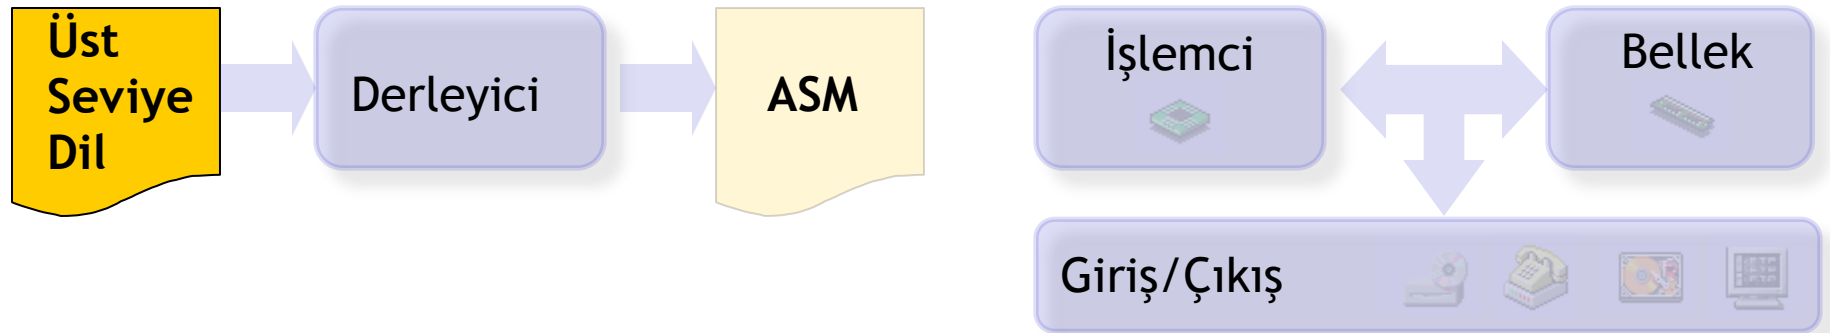 Üst
Seviye
Dil
Derleyici
ASM
İşlemci
Bellek
Giriş/Çıkış